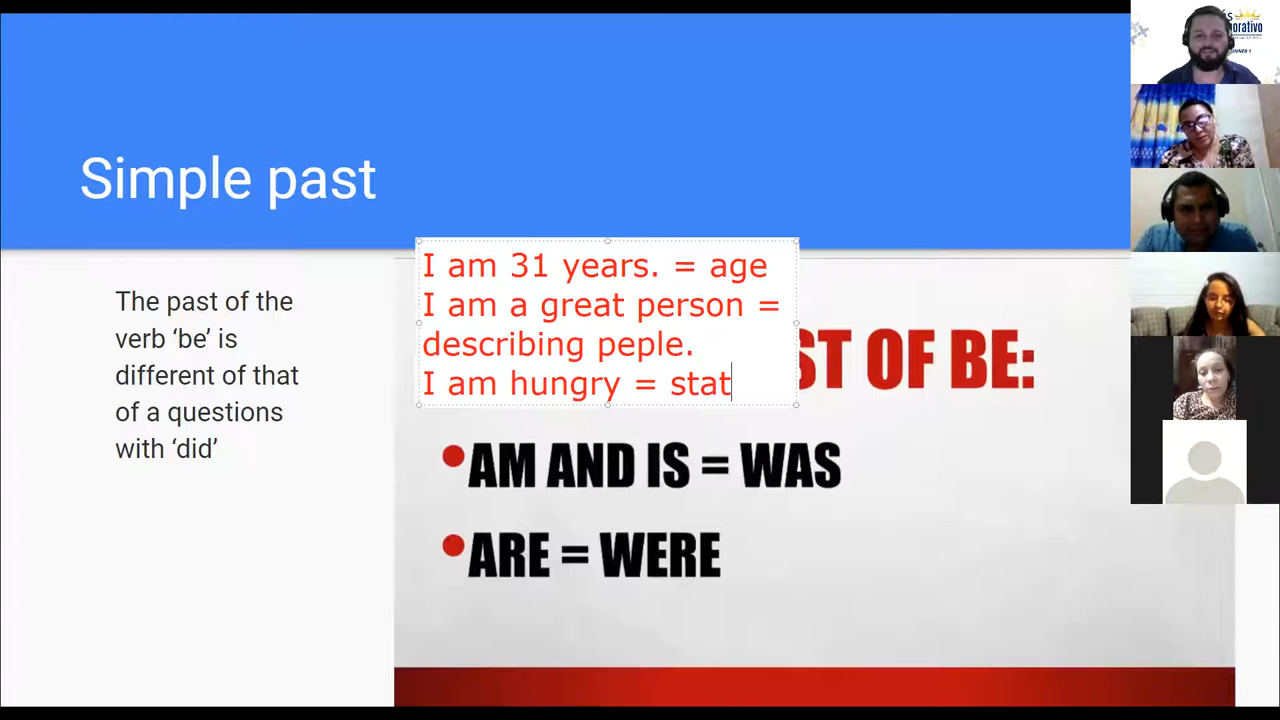 Simple past
The past of the
verb ‘be’ is
different of that
of a questions
with ‘did’
I am 31 years. = age
I am a great person =
describing peple.
I am hungry = stat
ST OF BE:
•AM AND IS = WAS
•ARE = WERE